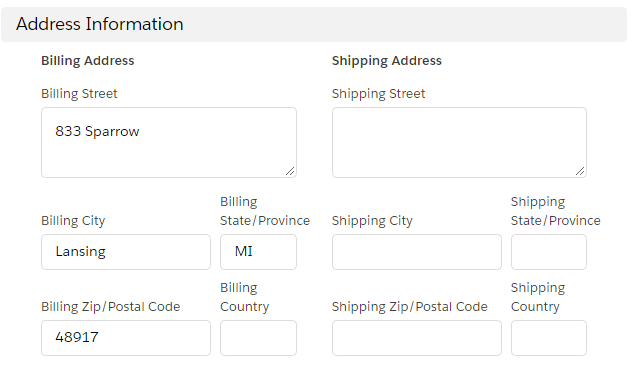 Address Information
Billing Address
Shipping Address
Billing Street
Shipping Street
833 Sparrow
Billing City
Billing
State/Province
Shipping City
Shipping
State/Province
Lansing
MI
Billing Zip/Postal Code
Billing
Country
Shipping Zip/Postal Code
Shipping
Country
48917